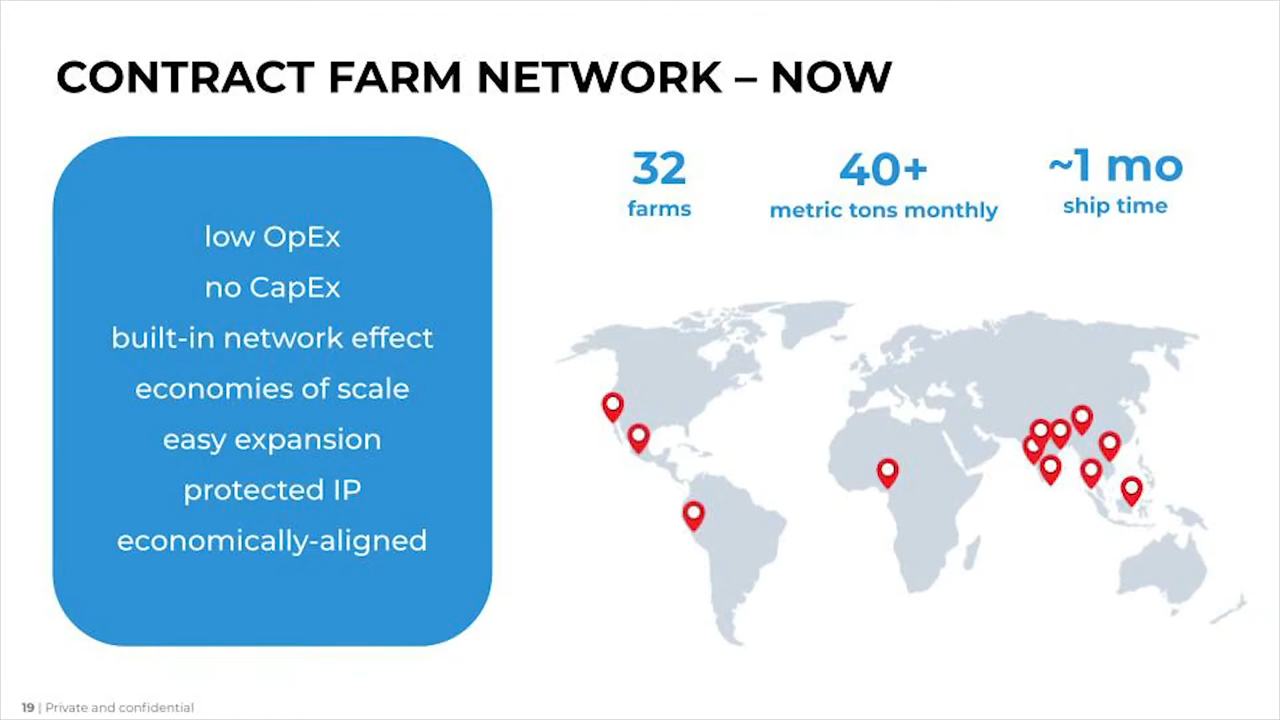 CONTRACT FARM NETWORK – NOW
low OpEx
no CapEx
built-in network effect
economies of scale
easy expansion
protected IP
economically-aligned
32
farms
40+
metric tons monthly
~1 mo
ship time
19 | Private and confidential